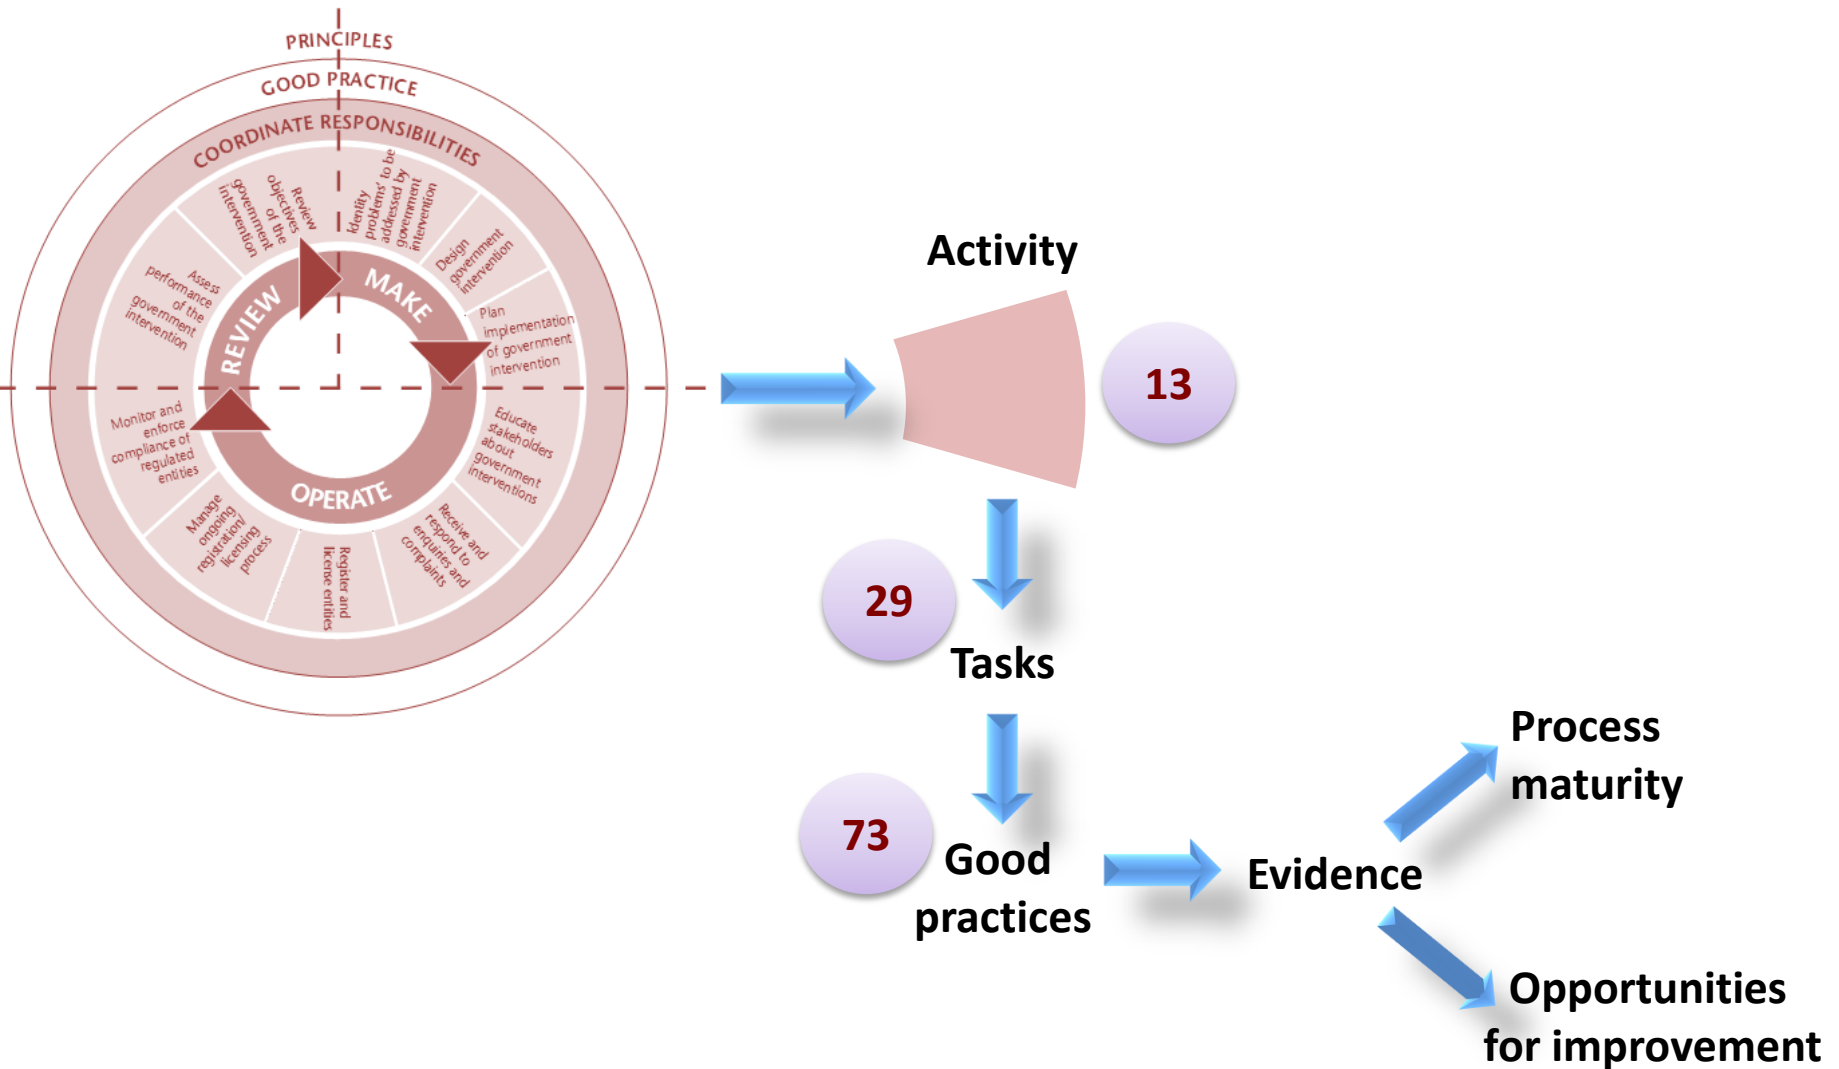 PRINCIPLES
GOOD PRACTICE
COORDINATE RESPONSIBILITIES
Identity
problems' to be
addressed by
government
intervention
Design
government
intervention
Plan
implementation
of government
intervention
Educate
stakeholders
about
government
interventions
Receive and
respond to
enquiries and
complaints
Register and
license entities
Manage
ongoing
registration/
licensing
process
Monitor and
enforce
compliance of
regulated
entities
Assess
performance
of the
government
intervention
Review
objectives
of the
government
intervention
MAKE
OPERATE
REVIEW
Activity
13
29
Tasks
73
Good
practices
Evidence
Process
maturity
Opportunities
for improvement